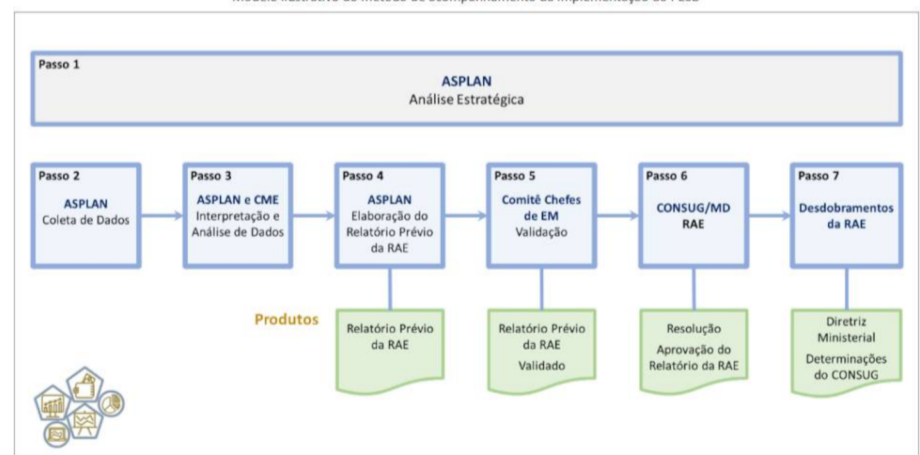 Passo 1
ASPLAN
Análise Estratégica
Passo 2
ASPLAN
Coleta de Dados
Passo 3
ASPLAN e CME
Interpretação e
Análise de Dados
Passo 4
ASPLAN
Elaboração do
Relatório Prévio
da RAE
Passo 5
Comitê Chefes
de EM
Validação
Passo 6
CONSUG/MD
RAE
Passo 7
Desdobramentos
da RAE
Produtos
Relatório Prévio
da RAE
Relatório Prévio
da RAE
Validado
Resolução
Aprovação do
Relatório da RAE
Diretriz
Ministerial
Determinações
do CONSUG